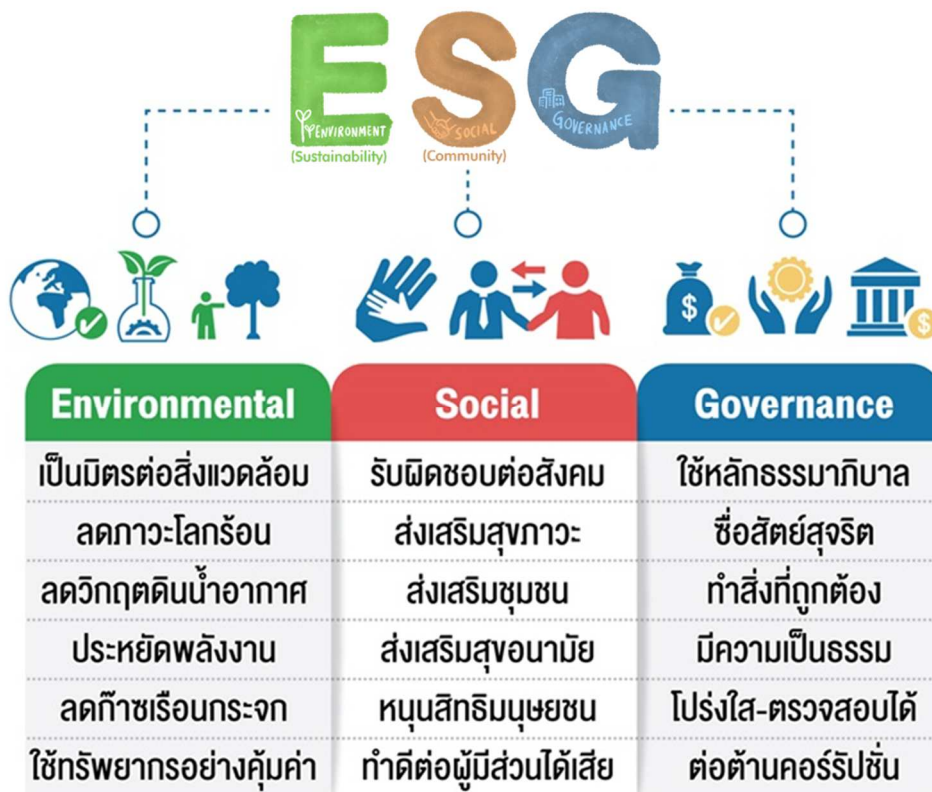 ESG
ENVIRONMENT
SOCIAL
GOVERNANCE
(Sustainability)
(Community)
$
$
Environmental
เป็นมิตรต่อสิ่งแวดล้อม
ลดภาวะโลกร้อน
ลดวิกฤตดินน้ำอากาศ
ประหยัดพลังงาน
ลดก๊าซเรือนกระจก
ใช้ทรัพยากรอย่างคุ้มค่า
Social
รับผิดชอบต่อสังคม
ส่งเสริมสุขภาวะ
ส่งเสริมชุมชน
ส่งเสริมสุขอนามัย
หนุนสิทธิมนุษยชน
ทำดีต่อผู้มีส่วนได้เสีย
Governance
ใช้หลักธรรมาภิบาล
ซื่อสัตย์สุจริต
ทำสิ่งที่ถูกต้อง
มีความเป็นธรรม
โปร่งใส-ตรวจสอบได้
ต่อต้านคอร์รัปชั่น